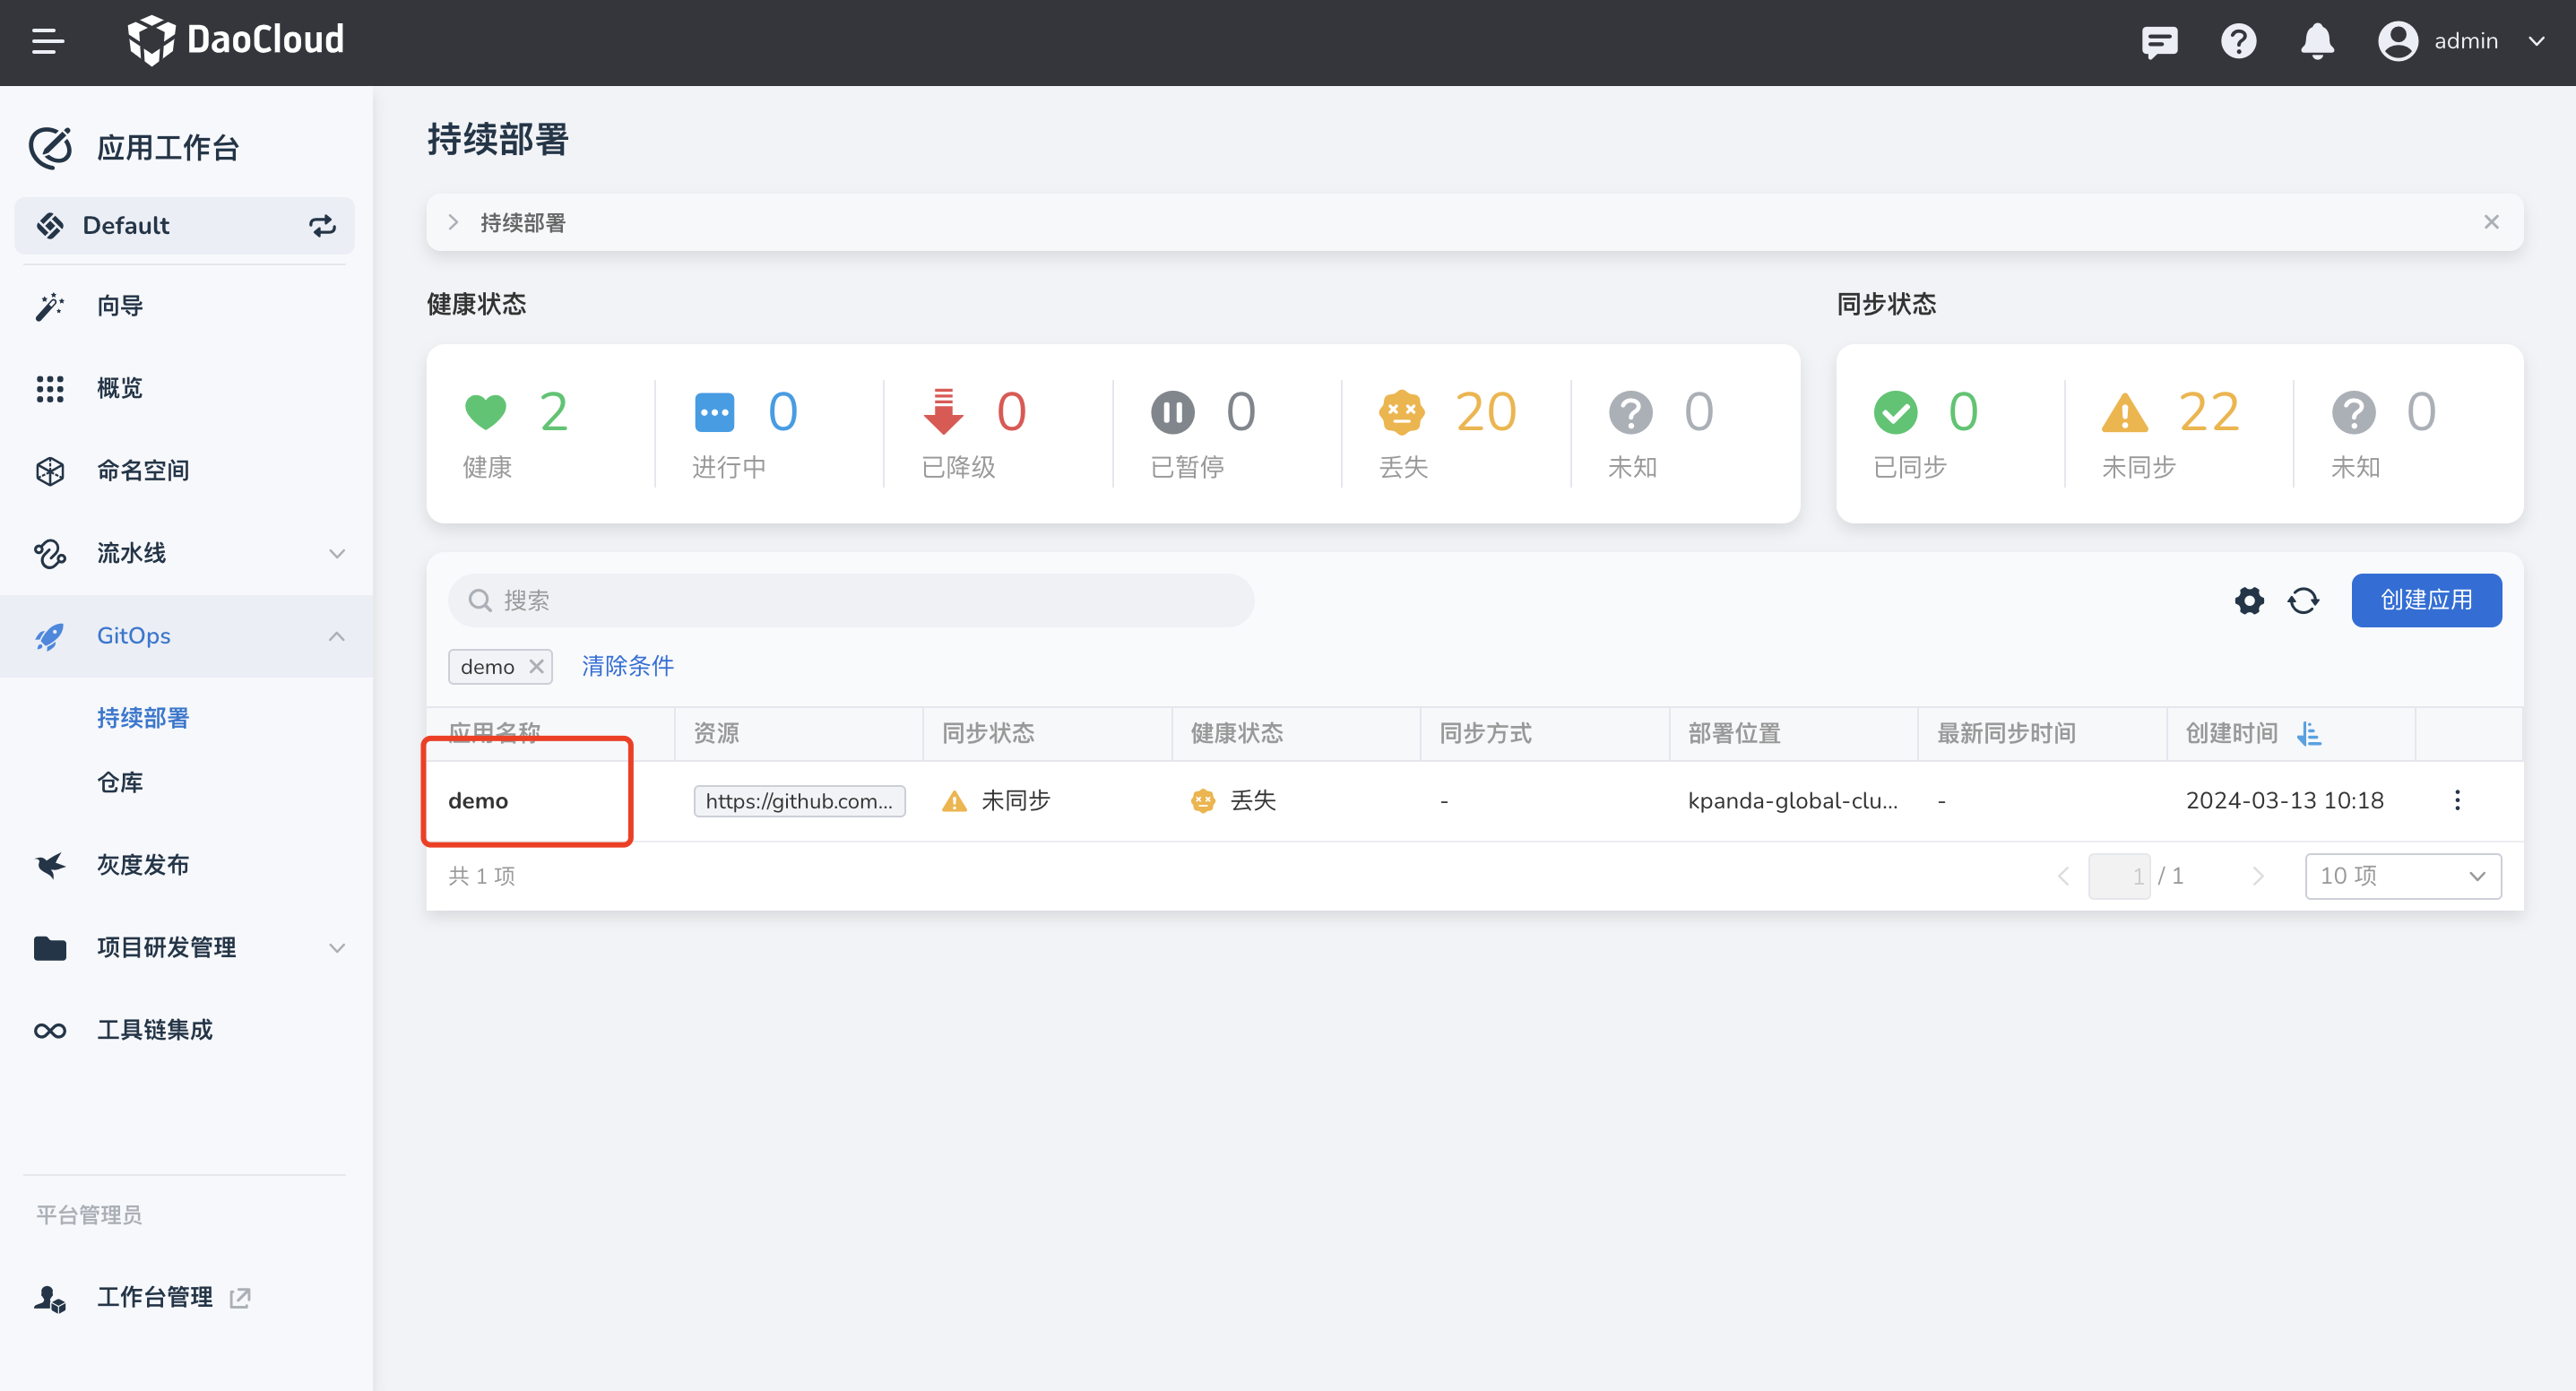 DaoCloud
admin
应用工作台
Default
向导
概览
命名空间
流水线
GitOps
持续部署
仓库
灰度发布
项目研发管理
工具链集成
平台管理员
工作台管理
持续部署
持续部署
健康状态
2 0 0 0 20 0
健康 进行中 已降级 已暂停 丢失 未知
同步状态
0 22 0
已同步 未同步 未知
搜索
创建应用
demo 清除条件
应用名称 资源 同步状态 健康状态 同步方式 部署位置 最新同步时间 创建时间
demo https://github.com... 未同步 丢失 - kpanda-global-clu... - 2024-03-13 10:18
共 1 项 1 / 1 10 项